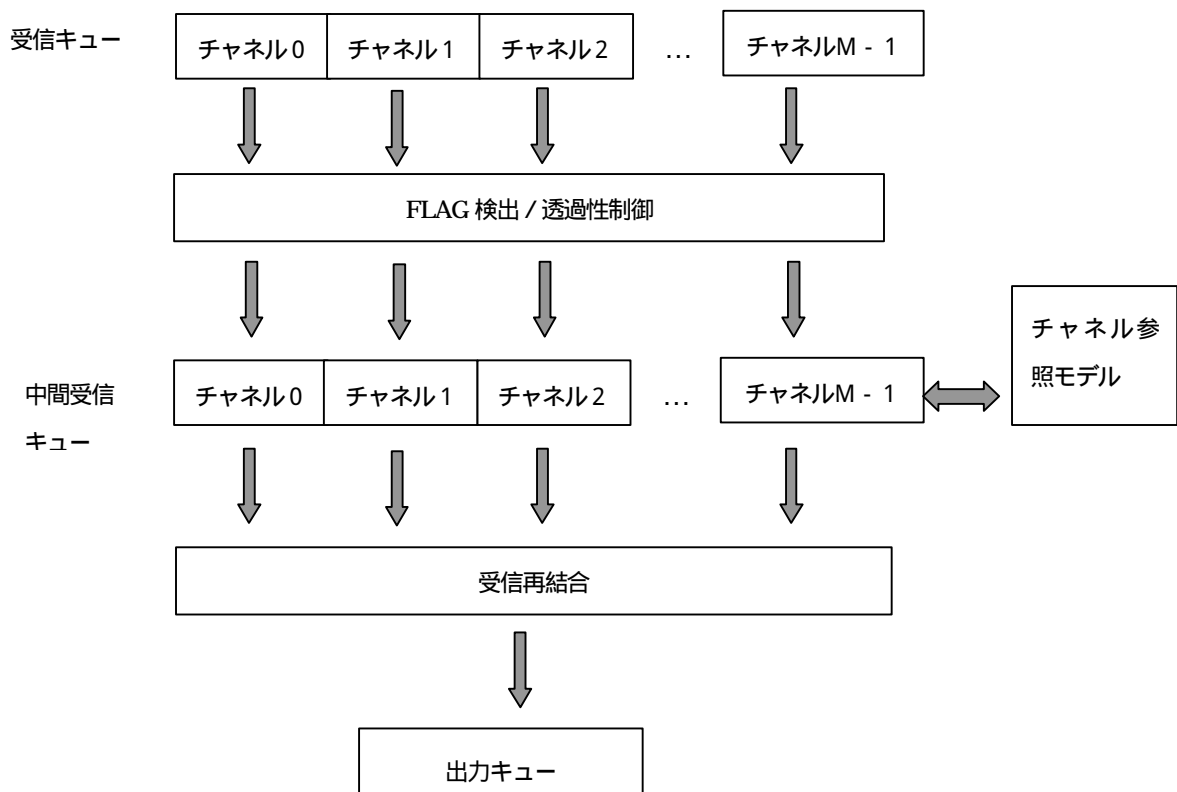 受信キュー
チャネル0 チャネル1 チャネル2 … チャネルM - 1
FLAG 検出 / 透過性制御
チャネル参
照モデル
中間受信
キュー
チャネル0 チャネル1 チャネル2 … チャネルM - 1
受信再結合
出力キュー